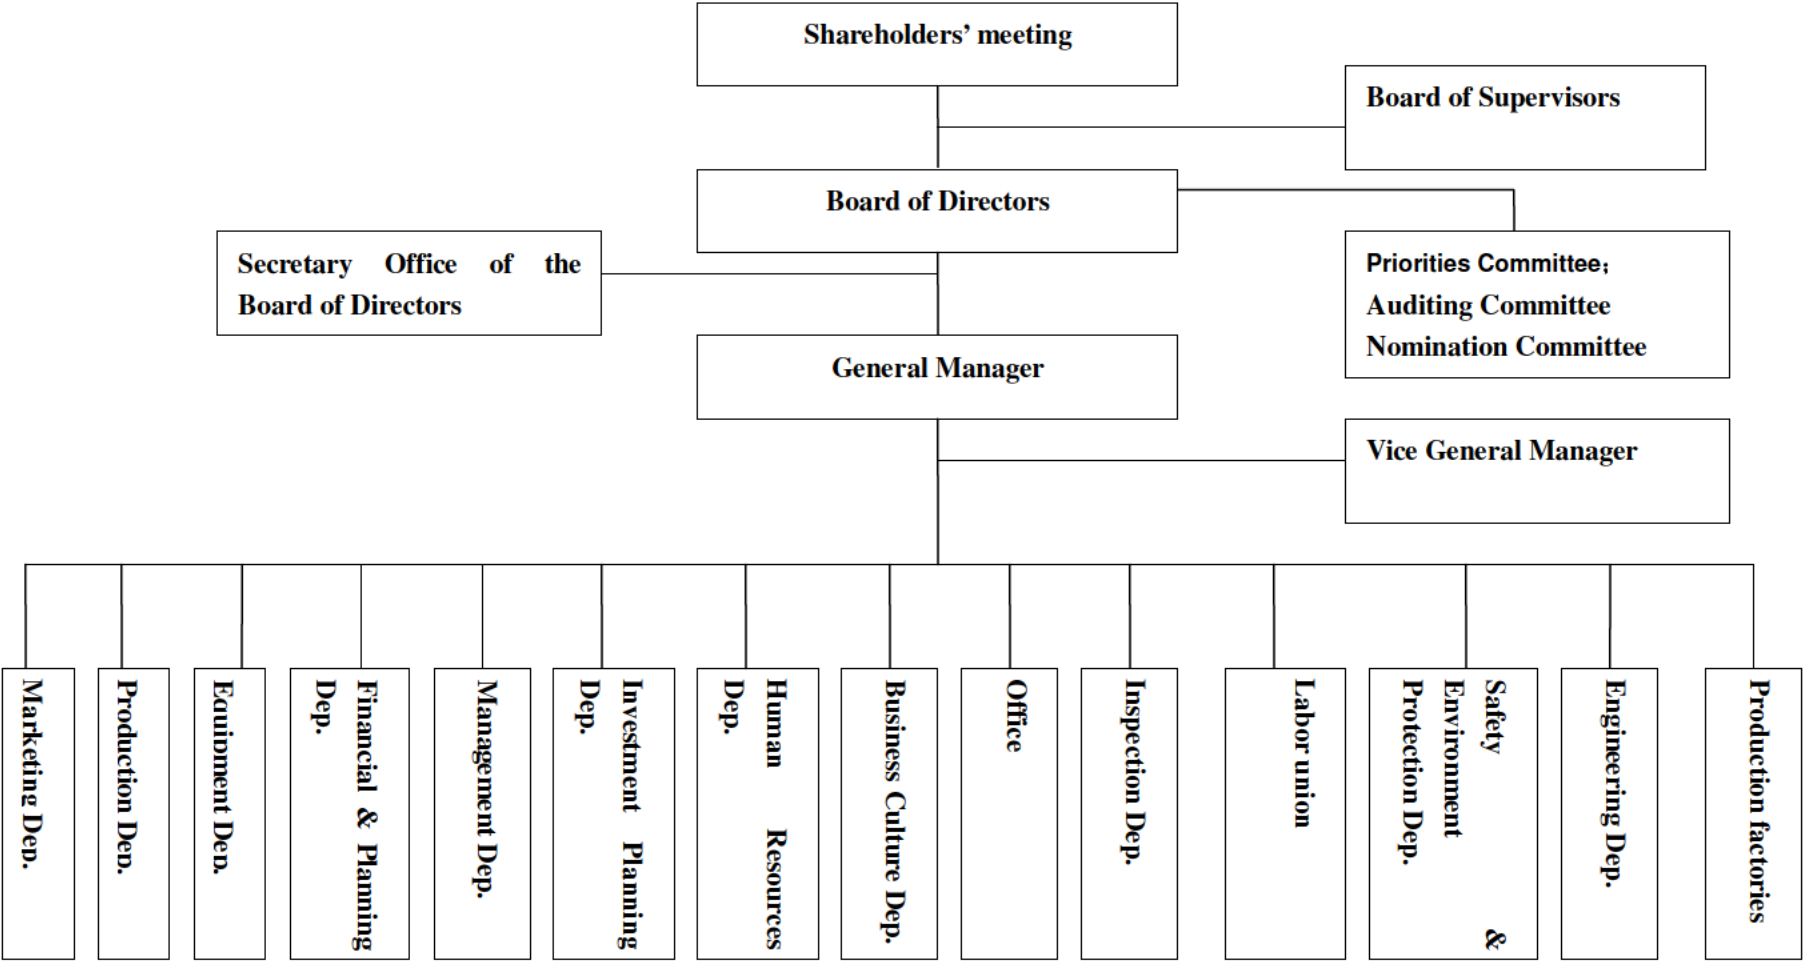 Shareholders’ meeting
Board of Supervisors
Board of Directors
Secretary Office of the
Board of Directors
Priorities Committee；
Auditing Committee
Nomination Committee
General Manager
Vice General Manager
Marketing Dep.
Production Dep.
Equipment Dep.
Financial & Planning
Dep.
Management Dep.
Investment Planning
Dep.
Human Resources
Dep.
Business Culture Dep.
Office
Inspection Dep.
Labor union
Safety &
Environment
Protection Dep.
Engineering Dep.
Production factories